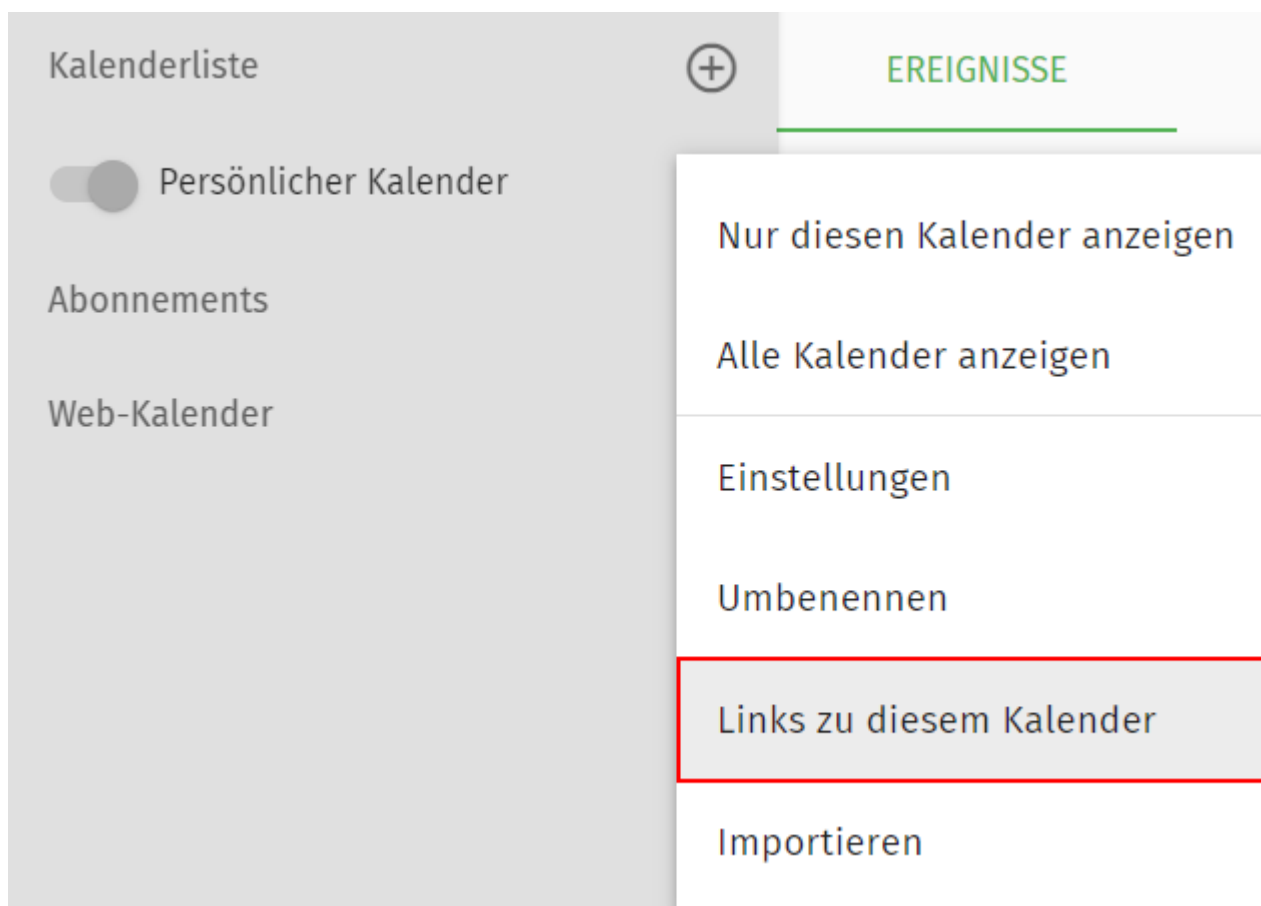 Kalenderliste
EREIGNISSE
Persönlicher Kalender
Abonnements
Web-Kalender
Nur diesen Kalender anzeigen
Alle Kalender anzeigen
Einstellungen
Umbenennen
Links zu diesem Kalender
Importieren